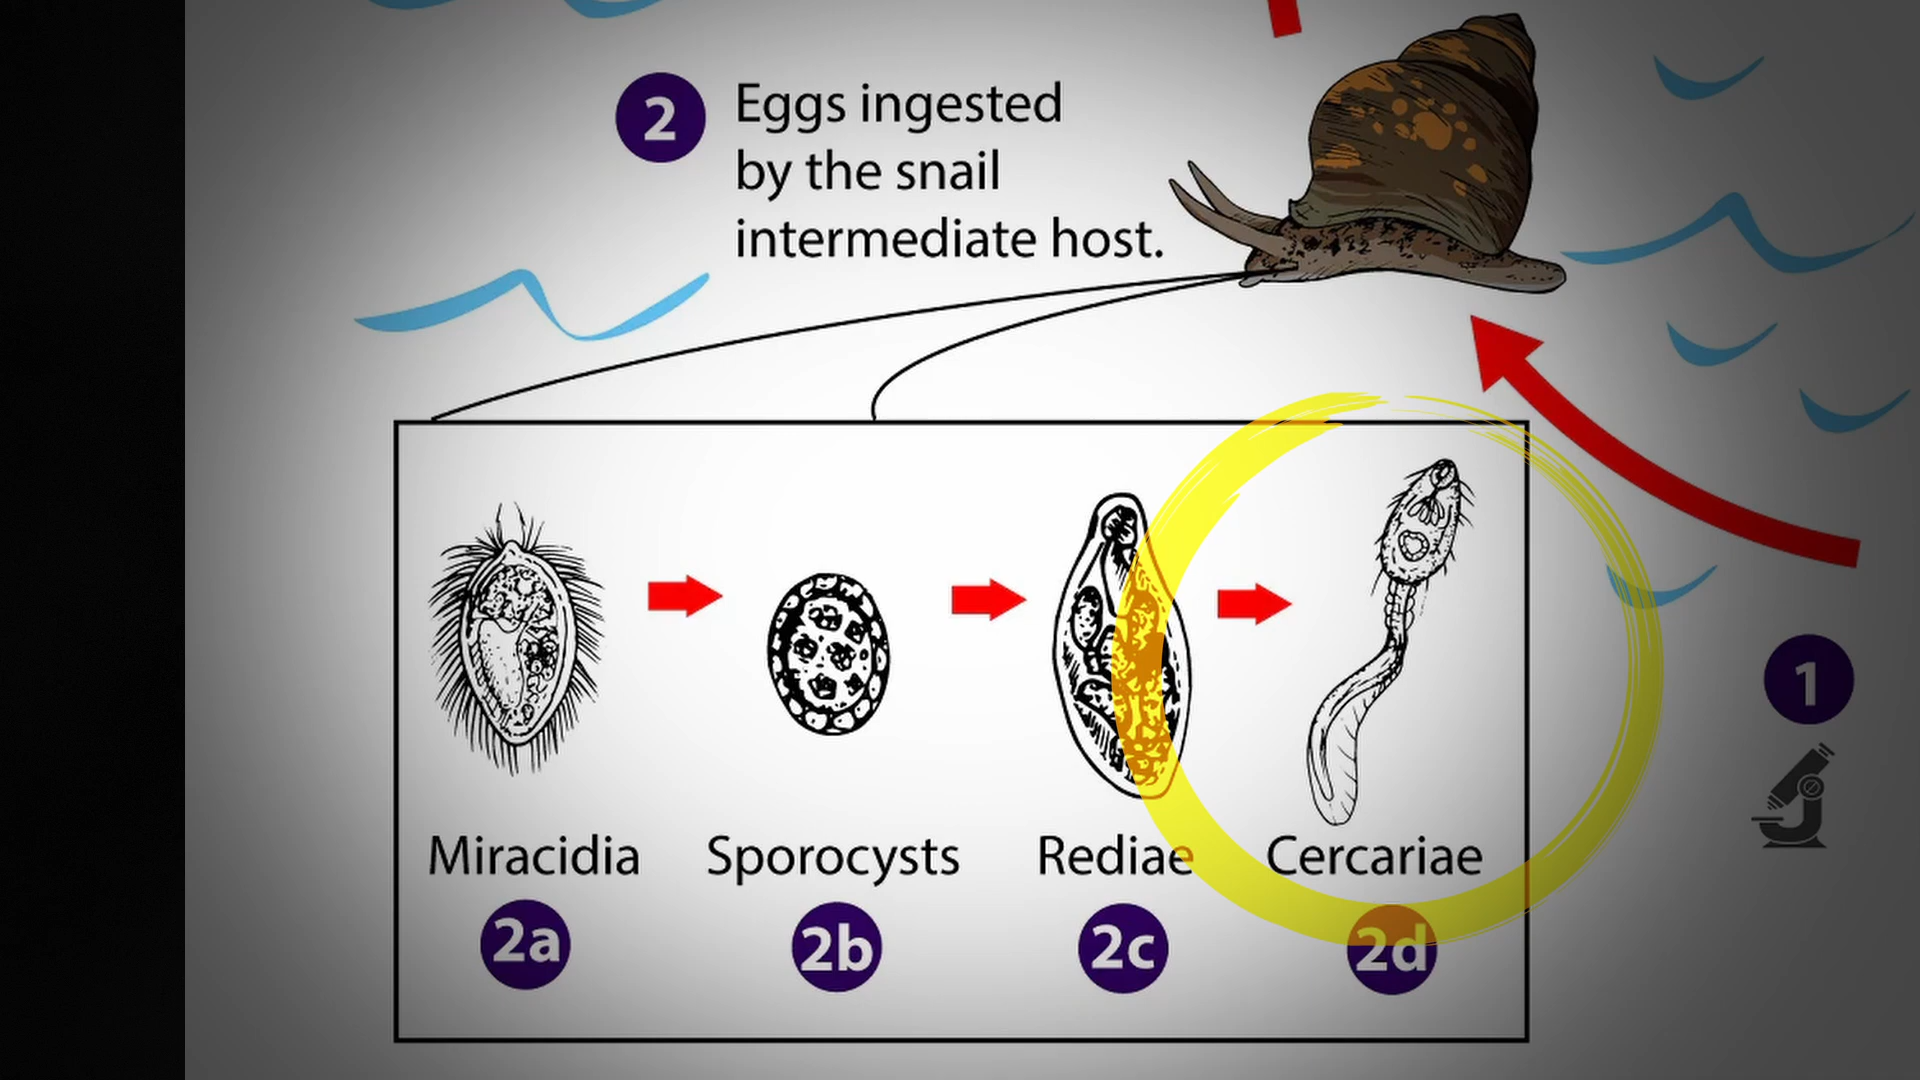 2
Eggs ingested
by the snail
intermediate host.
1
Miracidia
Sporocysts
Rediae
Cercariae
2a
2b
2c
2d